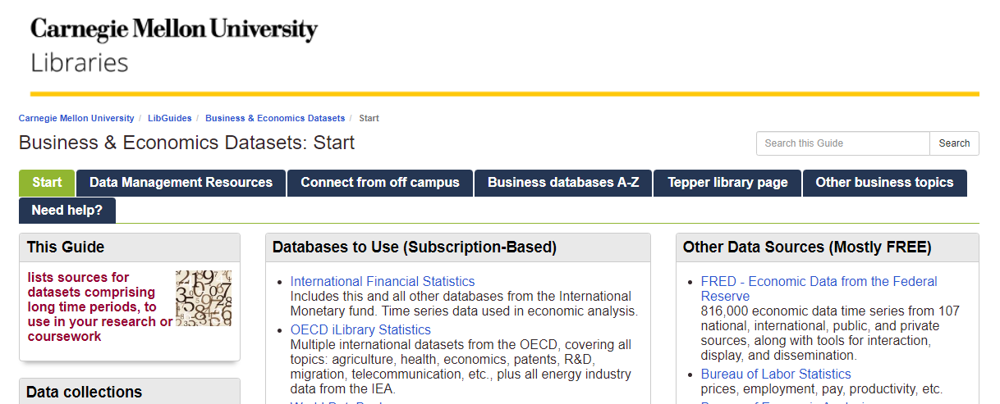 Carnegie Mellon University
Libraries
Carnegie Mellon University / LibGuides / Business & Economics Datasets / Start
Business & Economics Datasets: Start
Search this Guide Search
Start Data Management Resources Connect from off campus Business databases A-Z Tepper library page Other business topics
Need help?
This Guide
lists sources for
datasets comprising
long time periods, to
use in your research or
coursework
Data collections
Databases to Use (Subscription-Based)
• International Financial Statistics
Includes this and all other databases from the International
Monetary fund. Time series data used in economic analysis.
• OECD iLibrary Statistics
Multiple international datasets from the OECD, covering all
topics: agriculture, health, economics, patents, R&D,
migration, telecommunication, etc., plus all energy industry
data from the IEA.
Other Data Sources (Mostly FREE)
• FRED - Economic Data from the Federal
Reserve
816,000 economic data time series from 107
national, international, public, and private
sources, along with tools for interaction,
display, and dissemination.
• Bureau of Labor Statistics
prices, employment, pay, productivity, etc.